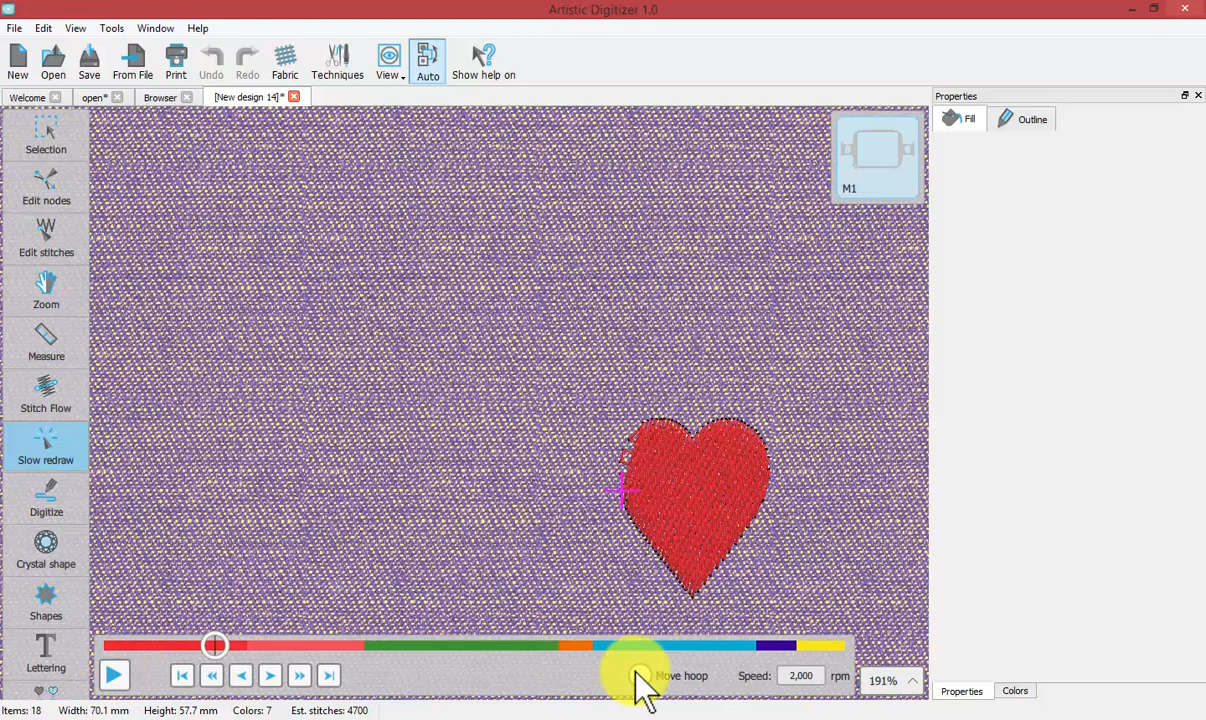 Artistic Digitizer 1.0
File Edit View Tools Window Help
New Open Save From File Print Undo Redo Fabric Techniques View Auto Show help on
Welcome open* Browser [New design 14]*
Properties
Fill Outline
M1
Selection
Edit nodes
Edit stitches
Zoom
Measure
Stitch Flow
Slow redraw
Digitize
Crystal shape
Shapes
Lettering
Move hoop Speed: 2,000 rpm 191%
Properties Colors
Items: 18 Width: 70.1 mm Height: 57.7 mm Colors: 7 Est. stitches: 4700